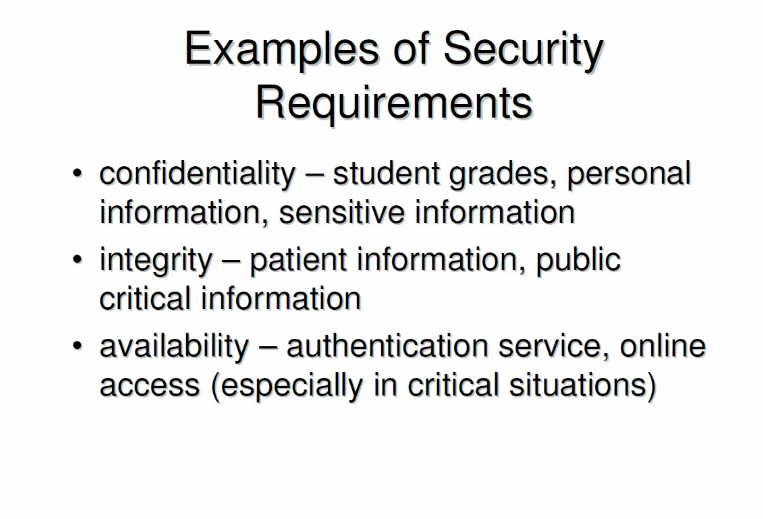 Examples of Security
Requirements
• confidentiality – student grades, personal
information, sensitive information
• integrity – patient information, public
critical information
• availability – authentication service, online
access (especially in critical situations)